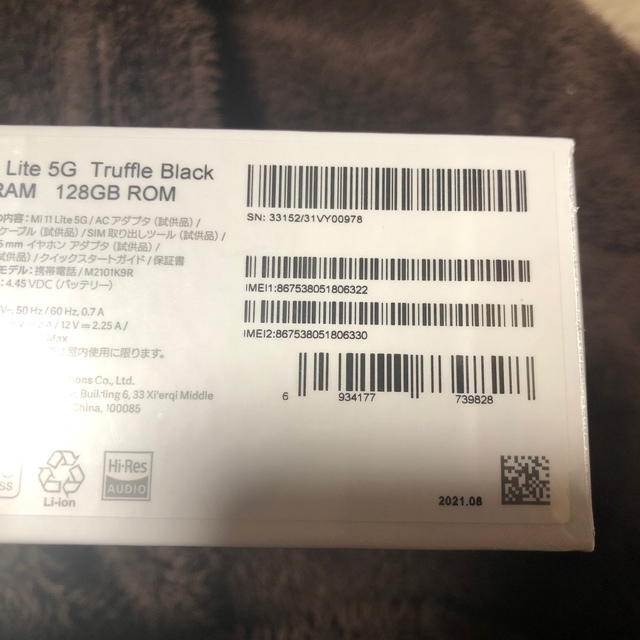 Lite 5G Truffle Black
RAM 128GB ROM
内容: Mi 11 Lite 5G / AC アダプタ (試供品) /
ケーブル (試供品) / SIM 取り出しツール (試供品) /
5 mm イヤホン アダプタ (試供品) /
試供品) / クイックスタートガイド / 保証書
モデル: 携帯電話 / M2101K9R
: 4.45 VDC (バッテリー)
50 Hz / 60 Hz, 0.7 A
A / 12 V⎓2.25 A /
Max
屋内使用に限ります。
ons Co., Ltd.
Building 6, 33 Xi'erqi Middle
China, 100085
SN: 33152/31VY00978
IMEI1:867538051806322
IMEI2:867538051806330
6 934177 739828
Li-ion
Hi-Res
AUDIO
2021.08